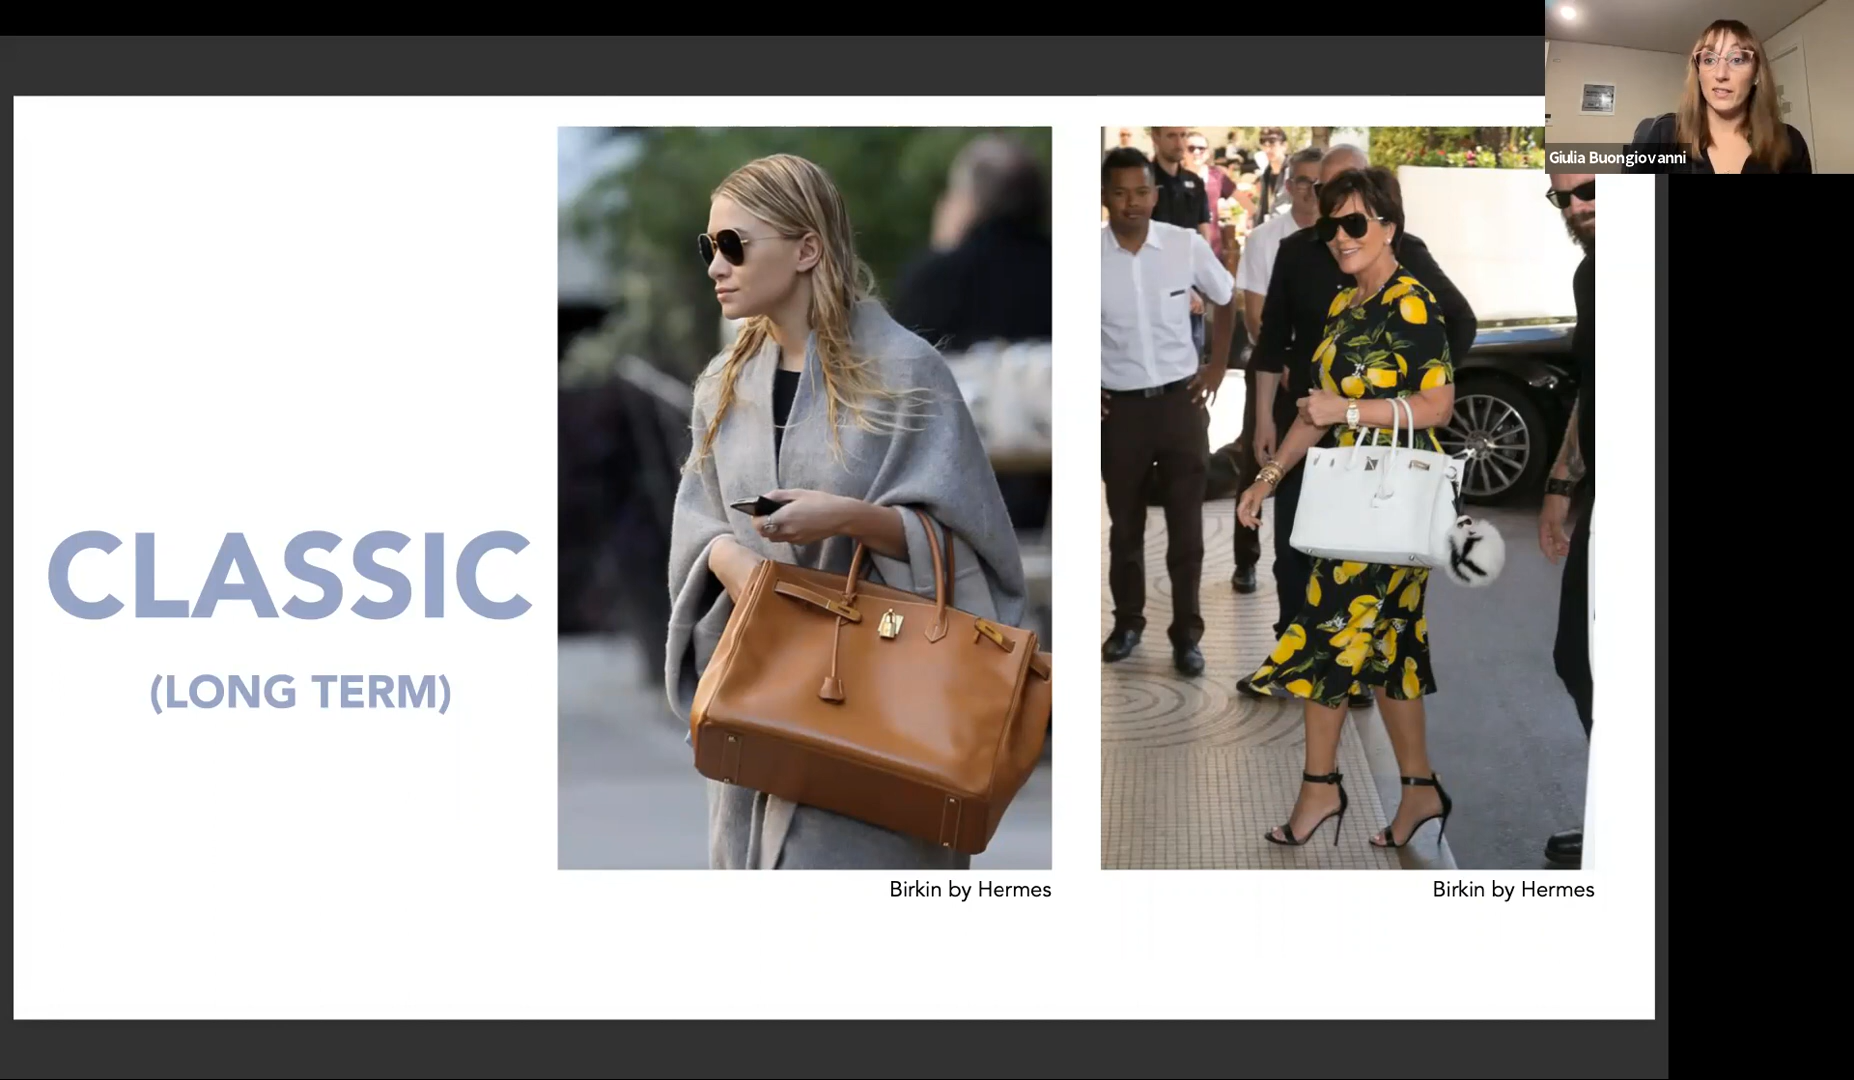 Giulia Buongiovanni
CLASSIC
(LONG TERM)
Birkin by Hermes
Birkin by Hermes